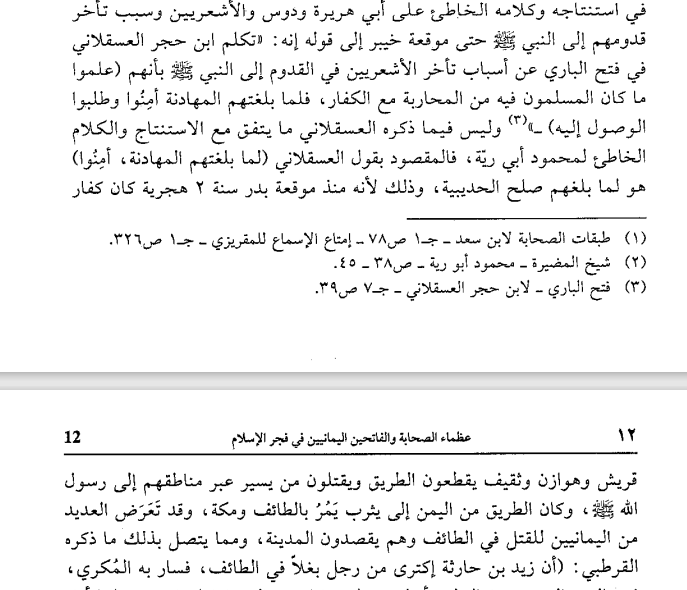 في استنتاجه وكلامه الخاطئ على أبي هريرة ودوس والأشعريين وسبب تأخر
قدومهم إلى النبي ﷺ حتى موقعة خيبر إلى قوله إنه: «تكلم ابن حجر العسقلاني
في فتح الباري عن أسباب تأخر الأشعريين في القدوم إلى النبي ﷺ بأنهم (علموا
ما كان المسلمون فيه من المحاربة مع الكفار، فلما بلغتهم المهادنة أمِنُوا وطلبوا
الوصول إليه) ـ»(٣) وليس فيما ذكره العسقلاني ما يتفق مع الاستنتاج والكلام
الخاطئ لمحمود أبي ريّة، فالمقصود بقول العسقلاني (لما بلغتهم المهادنة، أمِنُوا)
هو لما بلغهم صلح الحديبية، وذلك لأنه منذ موقعة بدر سنة ٢ هجرية كان كفار
(١) طبقات الصحابة لابن سعد ـ جـ١ ص٧٨ ـ إمتاع الإسماع للمقريزي ـ جـ١ ص٣٢٦.
(٢) شيخ المضيرة ـ محمود أبو رية ـ ص٣٨ ـ ٤٥.
(٣) فتح الباري ـ لابن حجر العسقلاني ـ جـ٧ ص٣٩.
١٢ عظماء الصحابة والفاتحين اليمانيين في فجر الإسلام 12
قريش وهوازن وثقيف يقطعون الطريق ويقتلون من يسير عبر مناطقهم إلى رسول
الله ﷺ، وكان الطريق من اليمن إلى يثرب يَمُرُ بالطائف ومكة، وقد تَعَرَض العديد
من اليمانيين للقتل في الطائف وهم يقصدون المدينة، ومما يتصل بذلك ما ذكره
القرطبي: (أن زيد بن حارثة إكترى من رجل بغلاً في الطائف، فسار به المُكري،